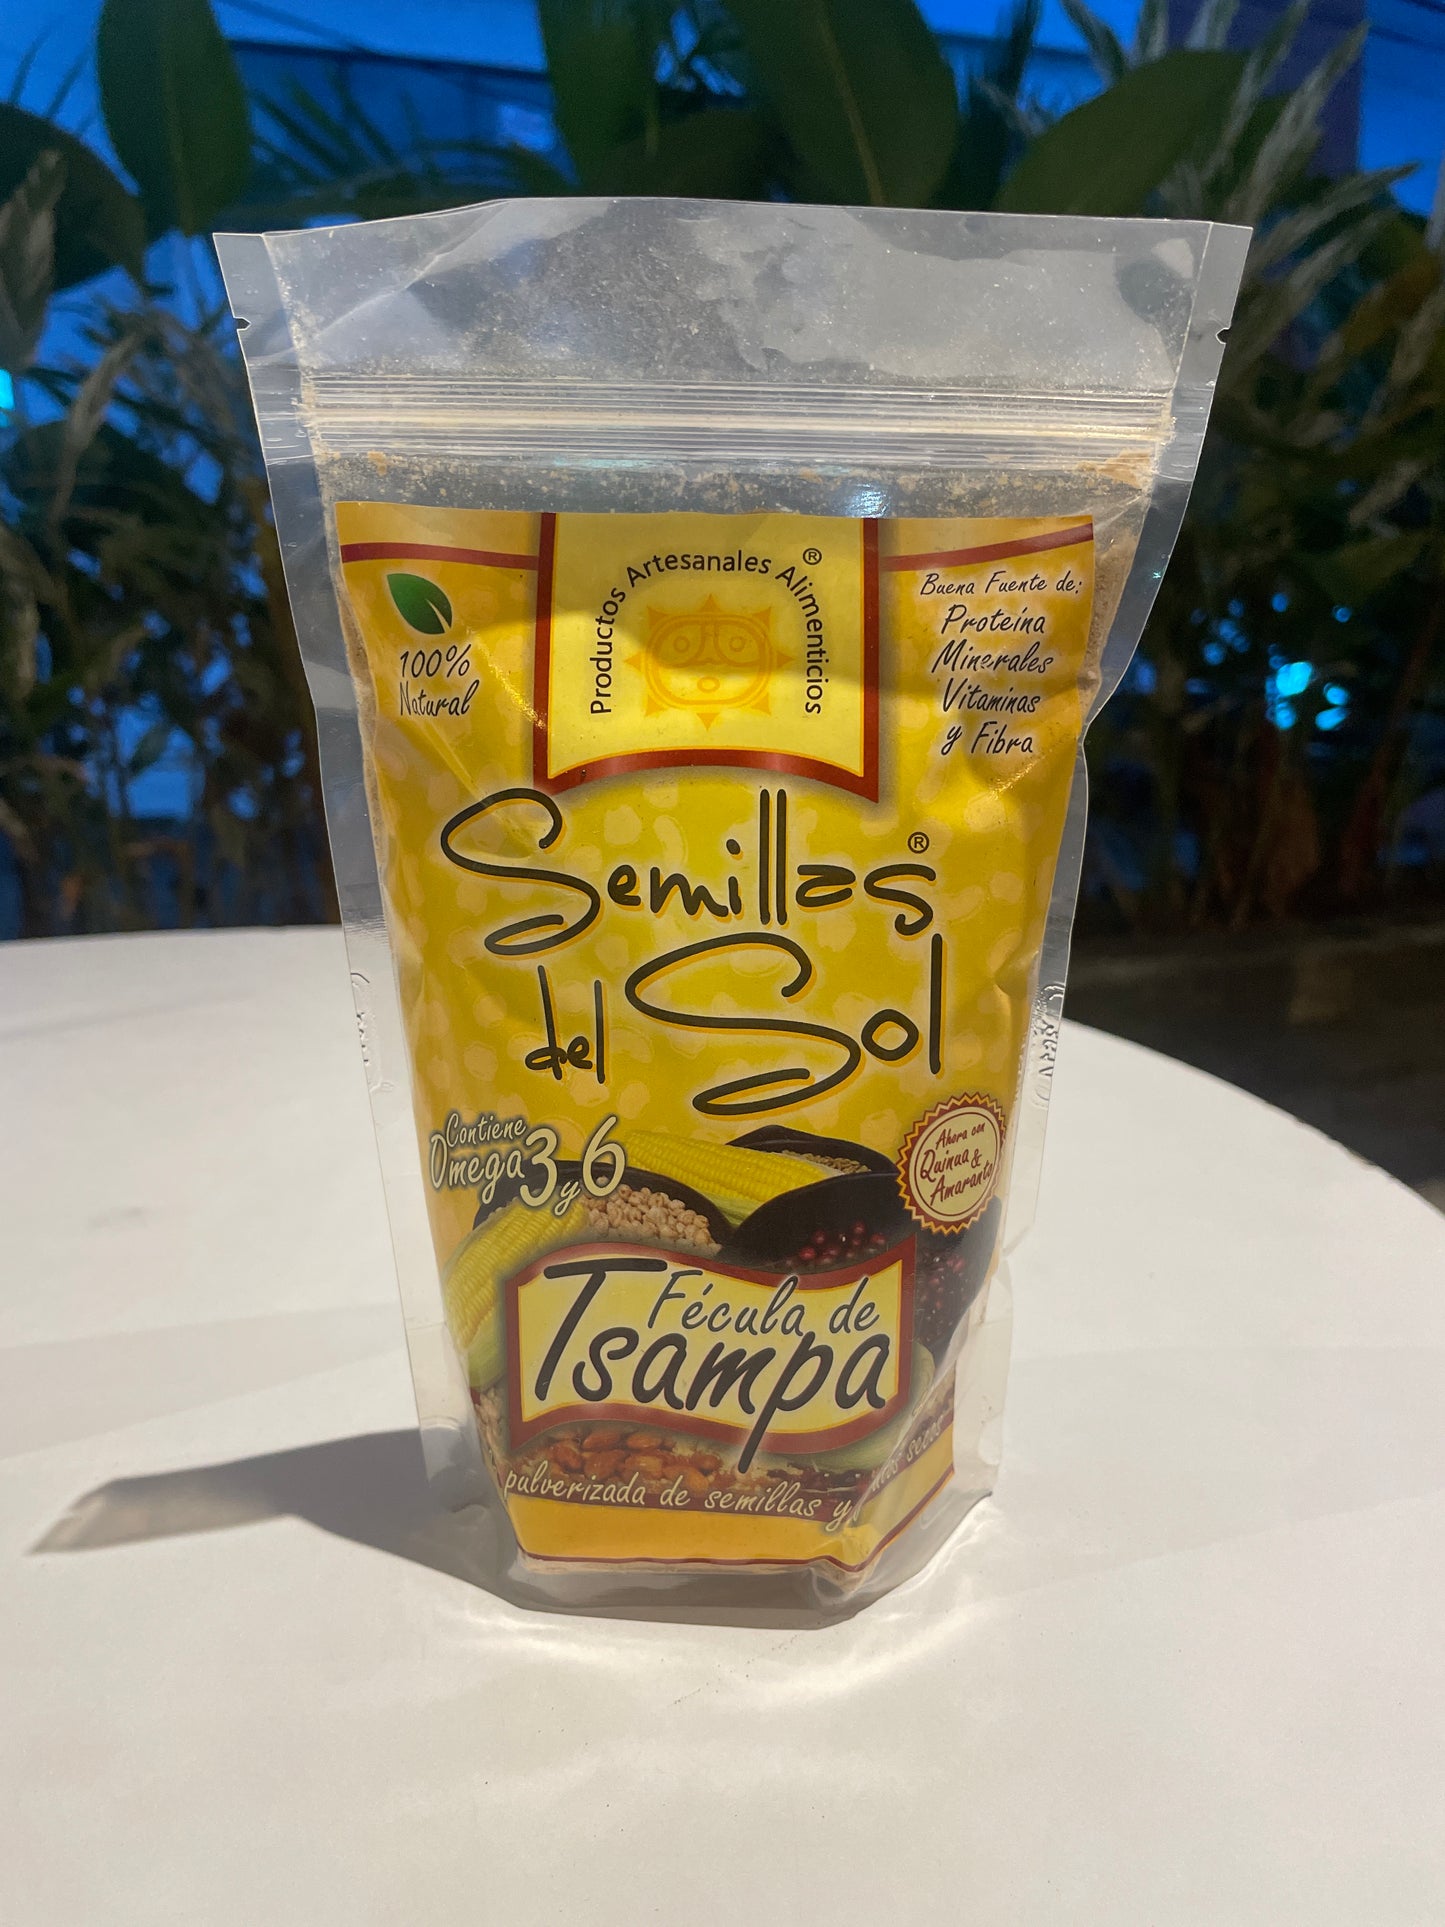 Productos Artesanales Alimenticios®
100%
Natural
Buena Fuente de:
Proteína
Minerales
Vitaminas
y Fibra
Semillas®
del Sol
Contiene
Omega 3 y 6
Ahora con
Quinua &
Amaranto
Fécula de
Tsampa
pulverizada de semillas y
secos